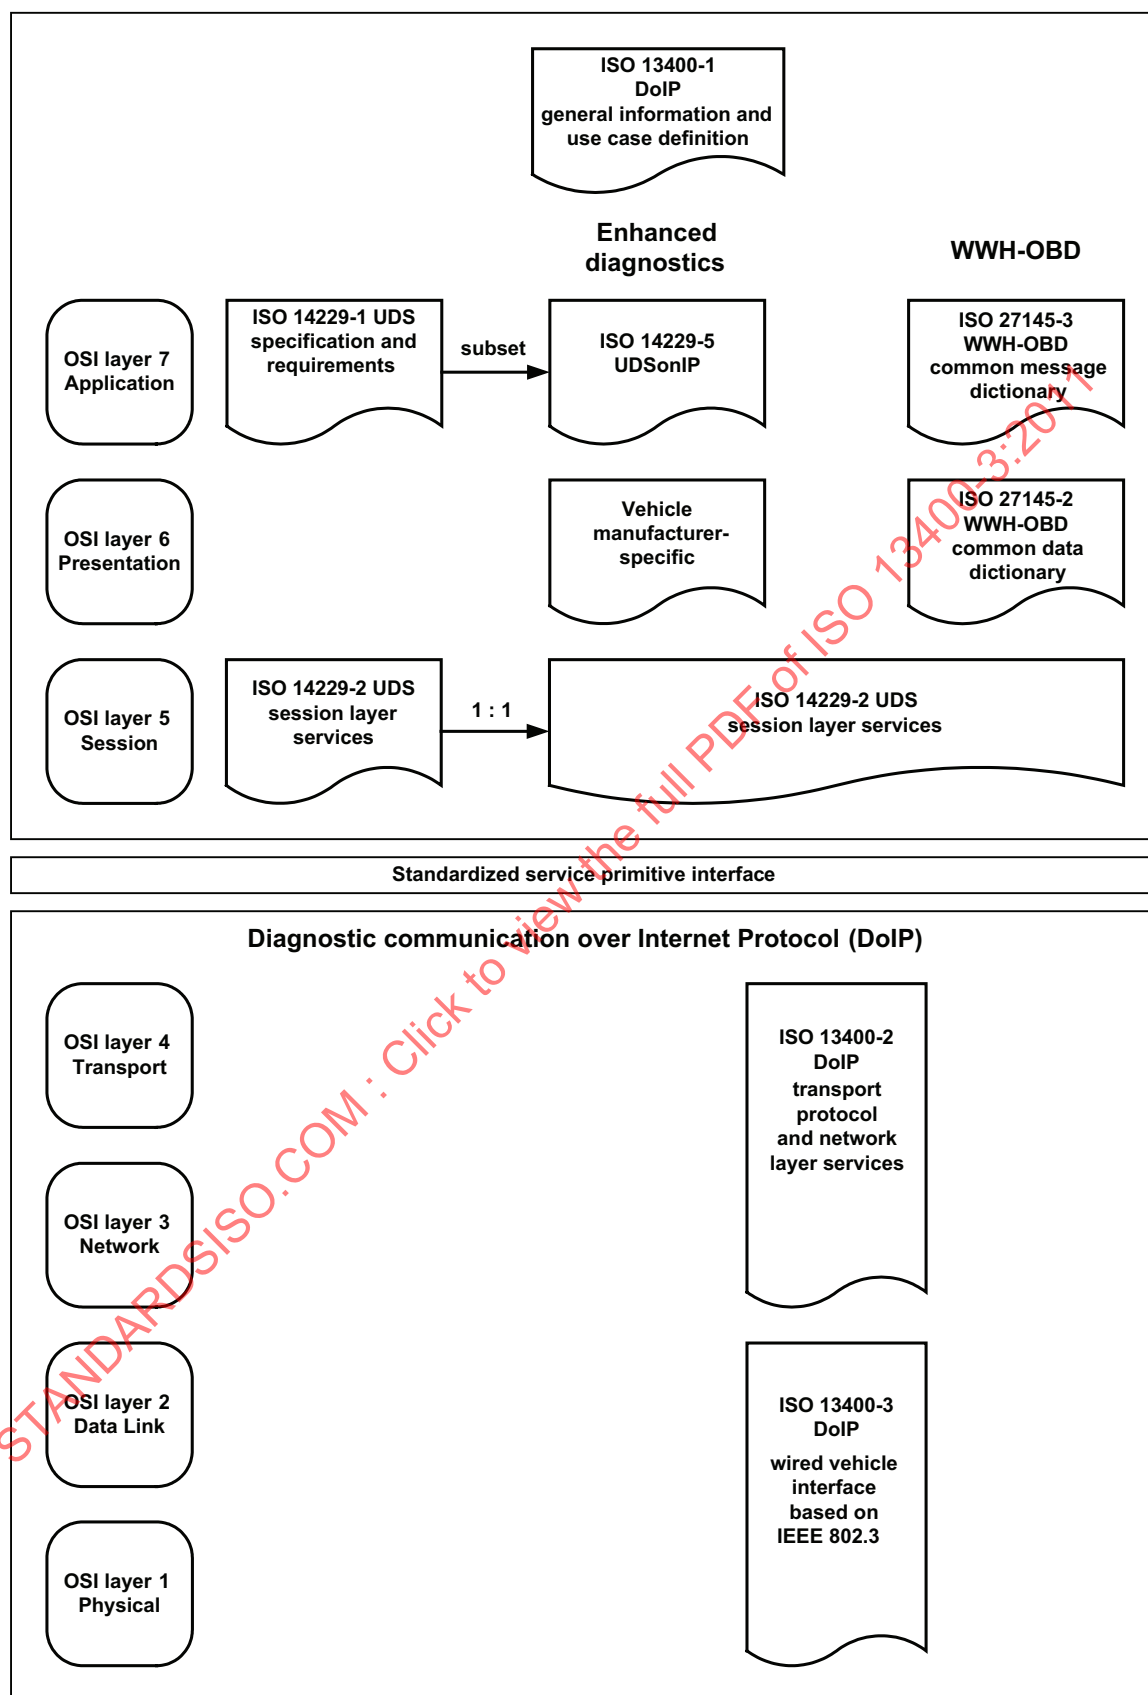 ISO 13400-1
DoIP
general information and
use case definition
Enhanced
diagnostics
WWH-OBD
OSI layer 7
Application
ISO 14229-1 UDS
specification and
requirements
subset
ISO 14229-5
UDSonIP
ISO 27145-3
WWH-OBD
common message
dictionary
OSI layer 6
Presentation
Vehicle
manufacturer-
specific
ISO 27145-2
WWH-OBD
common data
dictionary
OSI layer 5
Session
ISO 14229-2 UDS
session layer
services
1 : 1
ISO 14229-2 UDS
session layer services
Standardized service primitive interface
Diagnostic communication over Internet Protocol (DoIP)
OSI layer 4
Transport
ISO 13400-2
DoIP
transport
protocol
and network
layer services
OSI layer 3
Network
OSI layer 2
Data Link
ISO 13400-3
DoIP
wired vehicle
interface
based on
IEEE 802.3
OSI layer 1
Physical
STANDARDSISO.COM : Click to view the full PDF of ISO 13400-3:2011